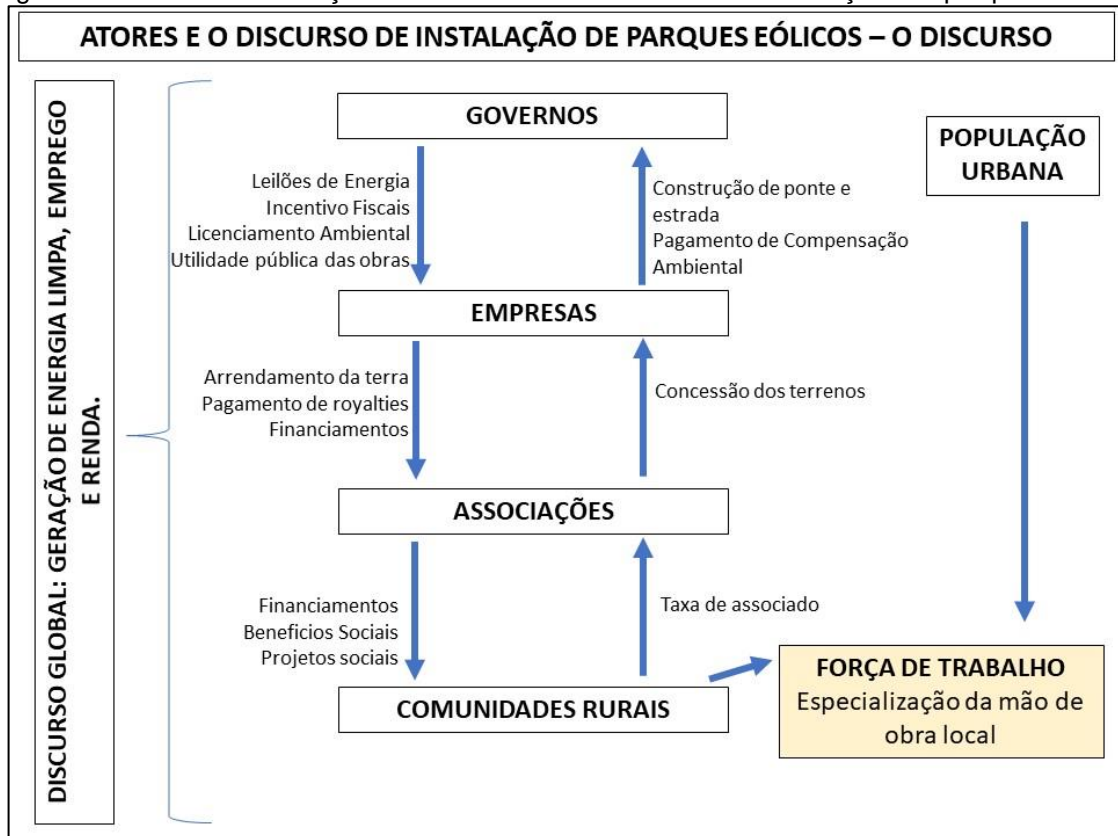 ATORES E O DISCURSO DE INSTALAÇÃO DE PARQUES EÓLICOS – O DISCURSO
DISCURSO GLOBAL: GERAÇÃO DE ENERGIA LIMPA, EMPREGO
E RENDA.
GOVERNOS
POPULAÇÃO
URBANA
Leilões de Energia
Incentivo Fiscais
Licenciamento Ambiental
Utilidade pública das obras
Construção de ponte e
estrada
Pagamento de Compensação
Ambiental
EMPRESAS
Arrendamento da terra
Pagamento de royalties
Financiamentos
Concessão dos terrenos
ASSOCIAÇÕES
Financiamentos
Beneficios Sociais
Projetos sociais
Taxa de associado
COMUNIDADES RURAIS
FORÇA DE TRABALHO
Especialização da mão de
obra local